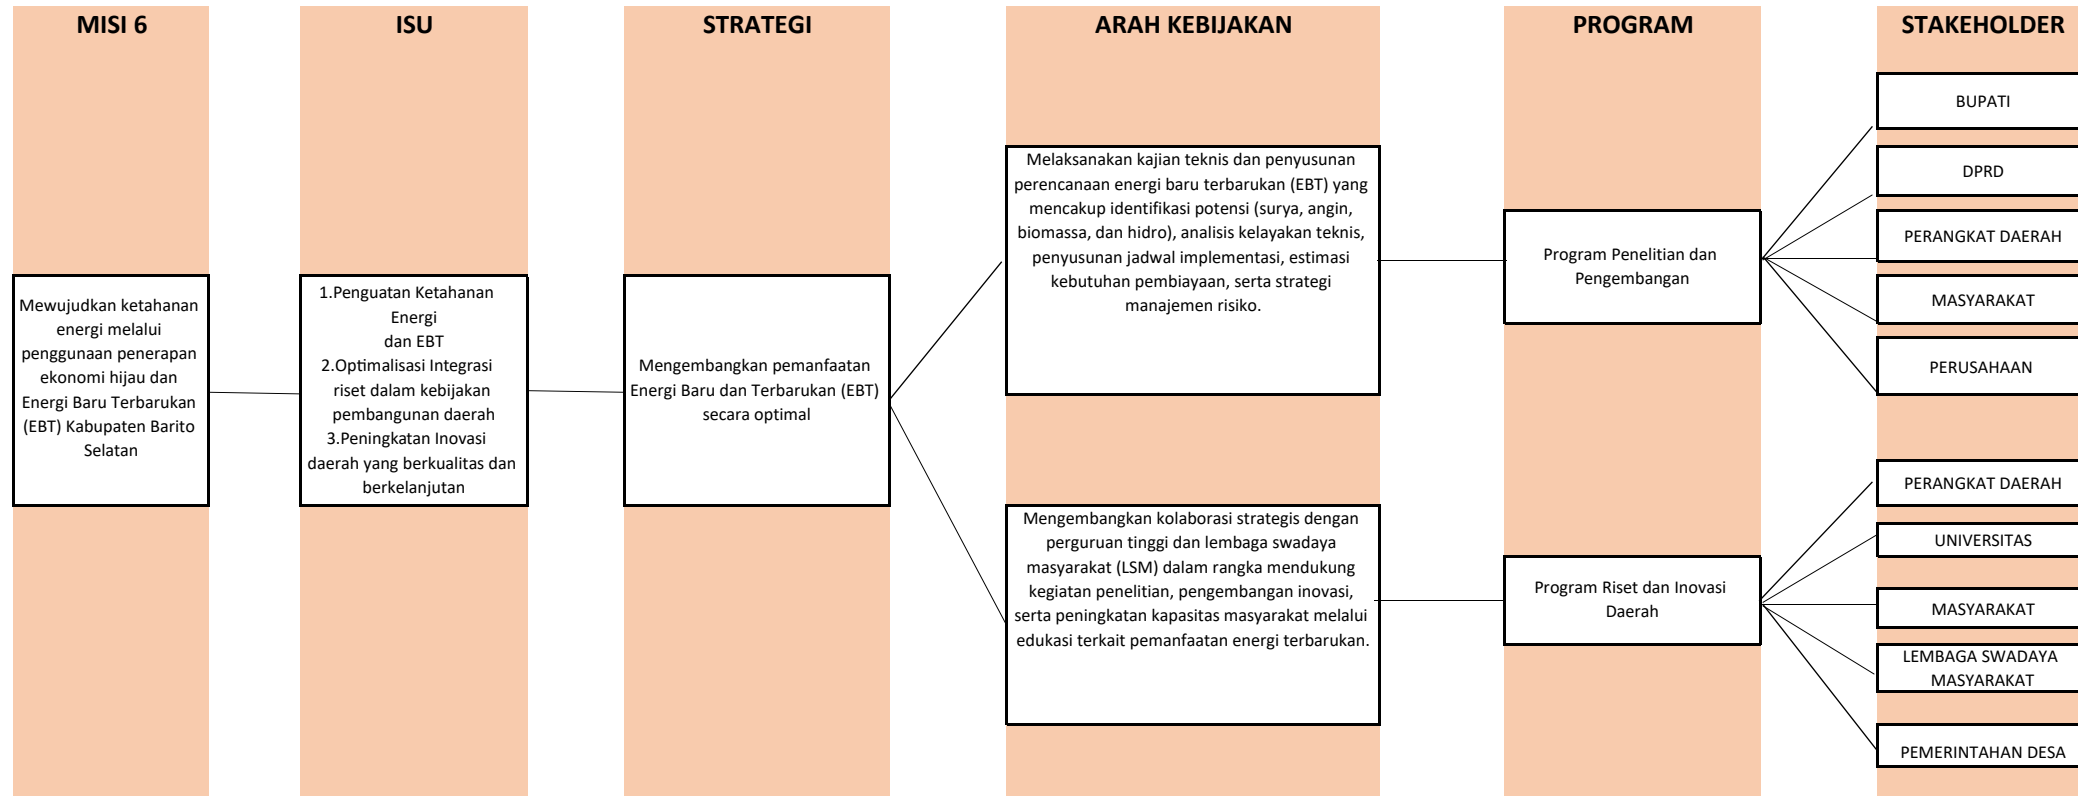 MISI 6
ISU
STRATEGI
ARAH KEBIJAKAN
PROGRAM
STAKEHOLDER
Mewujudkan ketahanan
energi melalui
penggunaan penerapan
ekonomi hijau dan
Energi Baru Terbarukan
(EBT) Kabupaten Barito
Selatan
1.Penguatan Ketahanan
Energi
dan EBT
2.Optimalisasi Integrasi
riset dalam kebijakan
pembangunan daerah
3.Peningkatan Inovasi
daerah yang berkualitas dan
berkelanjutan
Mengembangkan pemanfaatan
Energi Baru dan Terbarukan (EBT)
secara optimal
Melaksanakan kajian teknis dan penyusunan
perencanaan energi baru terbarukan (EBT) yang
mencakup identifikasi potensi (surya, angin,
biomassa, dan hidro), analisis kelayakan teknis,
penyusunan jadwal implementasi, estimasi
kebutuhan pembiayaan, serta strategi
manajemen risiko.
Program Penelitian dan
Pengembangan
BUPATI
DPRD
PERANGKAT DAERAH
MASYARAKAT
PERUSAHAAN
Mengembangkan kolaborasi strategis dengan
perguruan tinggi dan lembaga swadaya
masyarakat (LSM) dalam rangka mendukung
kegiatan penelitian, pengembangan inovasi,
serta peningkatan kapasitas masyarakat melalui
edukasi terkait pemanfaatan energi terbarukan.
Program Riset dan Inovasi
Daerah
PERANGKAT DAERAH
UNIVERSITAS
MASYARAKAT
LEMBAGA SWADAYA
MASYARAKAT
PEMERINTAHAN DESA